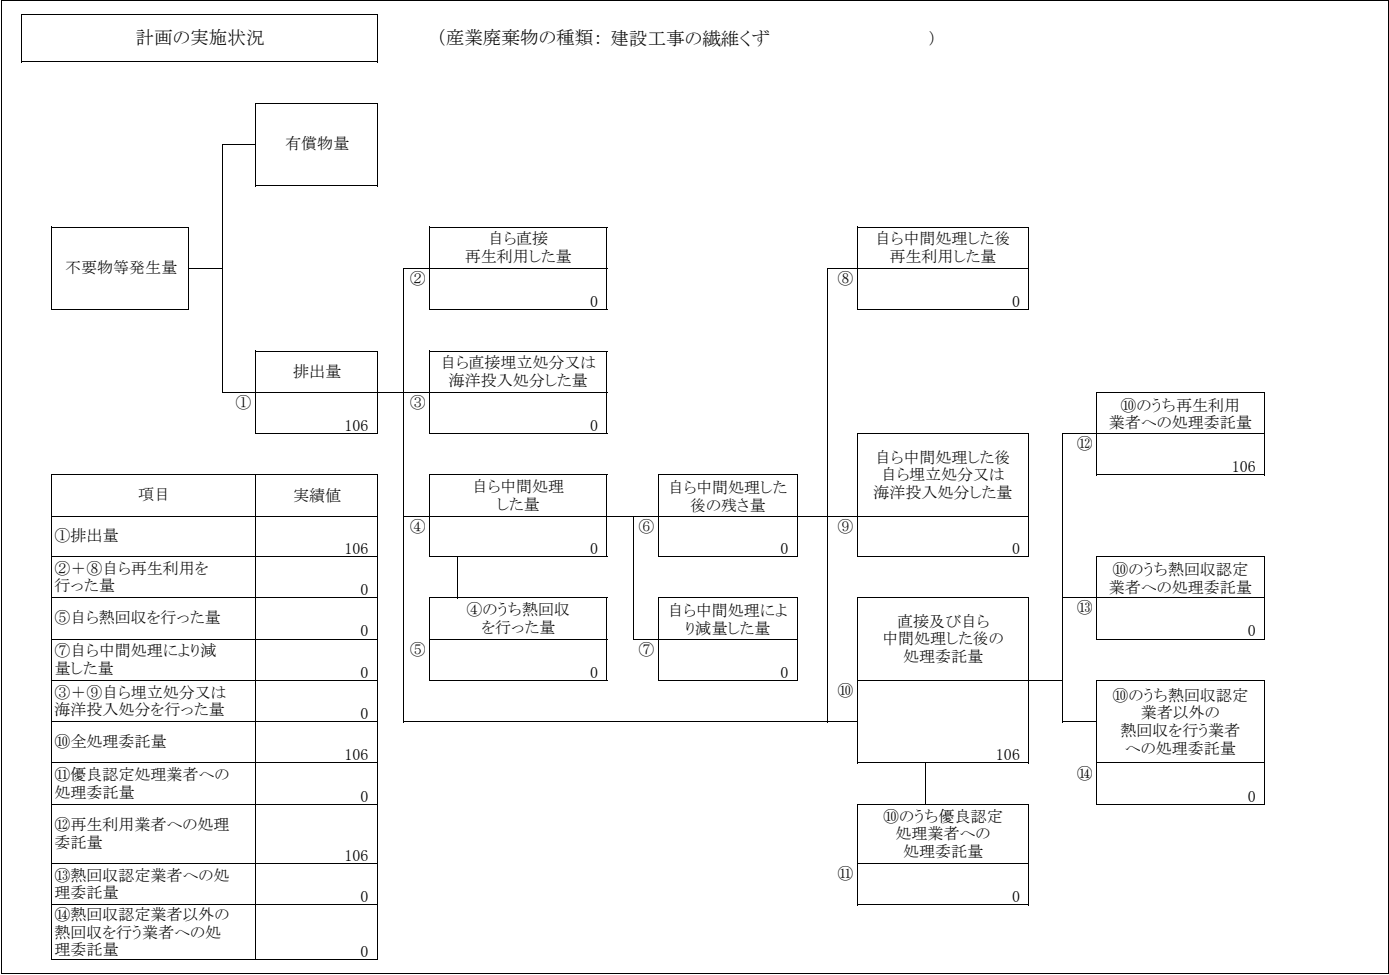 計画の実施状況
（産業廃棄物の種類： 建設工事の繊維くず ）
有償物量
不要物等発生量
自ら直接
再生利用した量
②
0
自ら中間処理した後
再生利用した量
⑧
0
排出量
①
106
自ら直接埋立処分又は
海洋投入処分した量
③
0
⑩のうち再生利用
業者への処理委託量
⑫
106
自ら中間処理
した量
④
0
自ら中間処理した
後の残さ量
⑥
0
自ら中間処理した後
自ら埋立処分又は
海洋投入処分した量
⑨
0
⑩のうち熱回収認定
業者への処理委託量
⑬
0
④のうち熱回収
を行った量
⑤
0
自ら中間処理によ
り減量した量
⑦
0
直接及び自ら
中間処理した後の
処理委託量
⑩
106
⑩のうち熱回収認定
業者以外の
熱回収を行う業者
への処理委託量
⑭
0
⑩のうち優良認定
処理業者への
処理委託量
⑪
0
項目 実績値
①排出量
106
②＋⑧自ら再生利用を
行った量
0
⑤自ら熱回収を行った量
0
⑦自ら中間処理により減
量した量
0
③＋⑨自ら埋立処分又は
海洋投入処分を行った量
0
⑩全処理委託量
106
⑪優良認定処理業者への
処理委託量
0
⑫再生利用業者への処理
委託量
106
⑬熱回収認定業者への処
理委託量
0
⑭熱回収認定業者以外の
熱回収を行う業者への処
理委託量
0